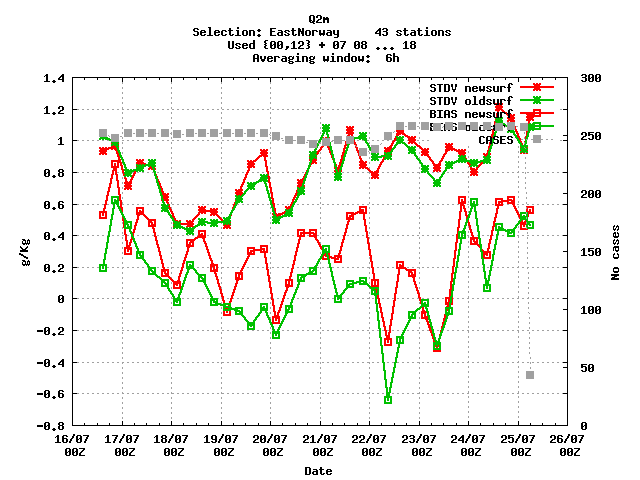 Q2m
Selection: EastNorway     43 stations
Used {00,12} + 07 08 ... 18
Averaging window:  6h
1.4
1.2
1
0.8
0.6
0.4
0.2
0
-0.2
-0.4
-0.6
-0.8
g/Kg
STDV newsurf
STDV oldsurf
BIAS newsurf
BIAS oldsurf
CASES
300
250
200
150
100
50
0
No cases
16/07 17/07 18/07 19/07 20/07 21/07 22/07 23/07 24/07 25/07 26/07
00Z 00Z 00Z 00Z 00Z 00Z 00Z 00Z 00Z 00Z 00Z
Date